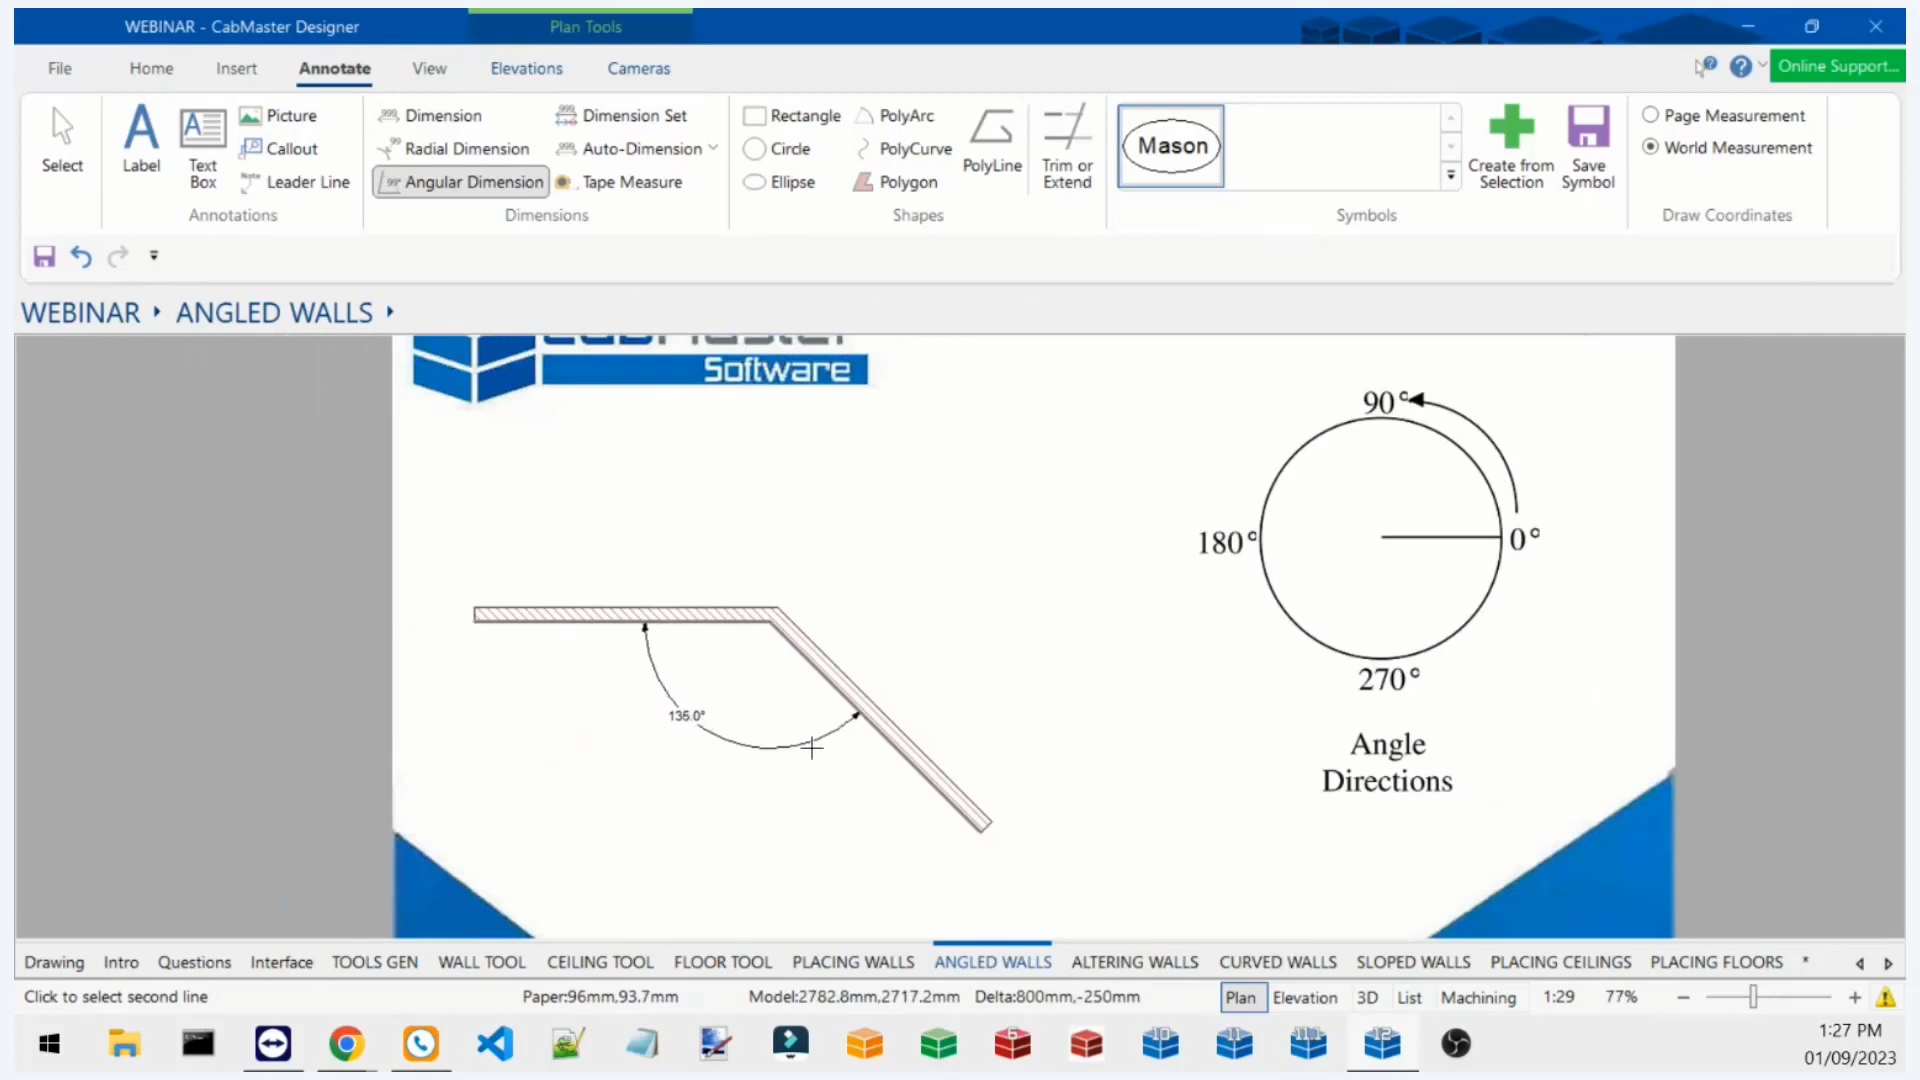 WEBINAR - CabMaster Designer
Plan Tools
File
Home
Insert
Annotate
View
Elevations
Cameras
Online Support...
Select
Label
Text
Box
Picture
Callout
Leader Line
Annotations
Dimension
Radial Dimension
Angular Dimension
Dimension Set
Auto-Dimension
Tape Measure
Dimensions
Rectangle
Circle
Ellipse
PolyArc
PolyCurve
Polygon
PolyLine
Trim or
Extend
Shapes
Mason
Create from
Selection
Save
Symbol
Symbols
Page Measurement
World Measurement
Draw Coordinates
WEBINAR
ANGLED WALLS
Software
90°
180°
0°
270°
135.0°
Angle
Directions
Drawing
Intro
Questions
Interface
TOOLS GEN
WALL TOOL
CEILING TOOL
FLOOR TOOL
PLACING WALLS
ANGLED WALLS
ALTERING WALLS
CURVED WALLS
SLOPED WALLS
PLACING CEILINGS
PLACING FLOORS
*
Click to select second line
Paper:96mm,93.7mm
Model:2782.8mm,2717.2mm
Delta:800mm,-250mm
Plan
Elevation
3D
List
Machining
1:29
77%
1:27 PM
01/09/2023